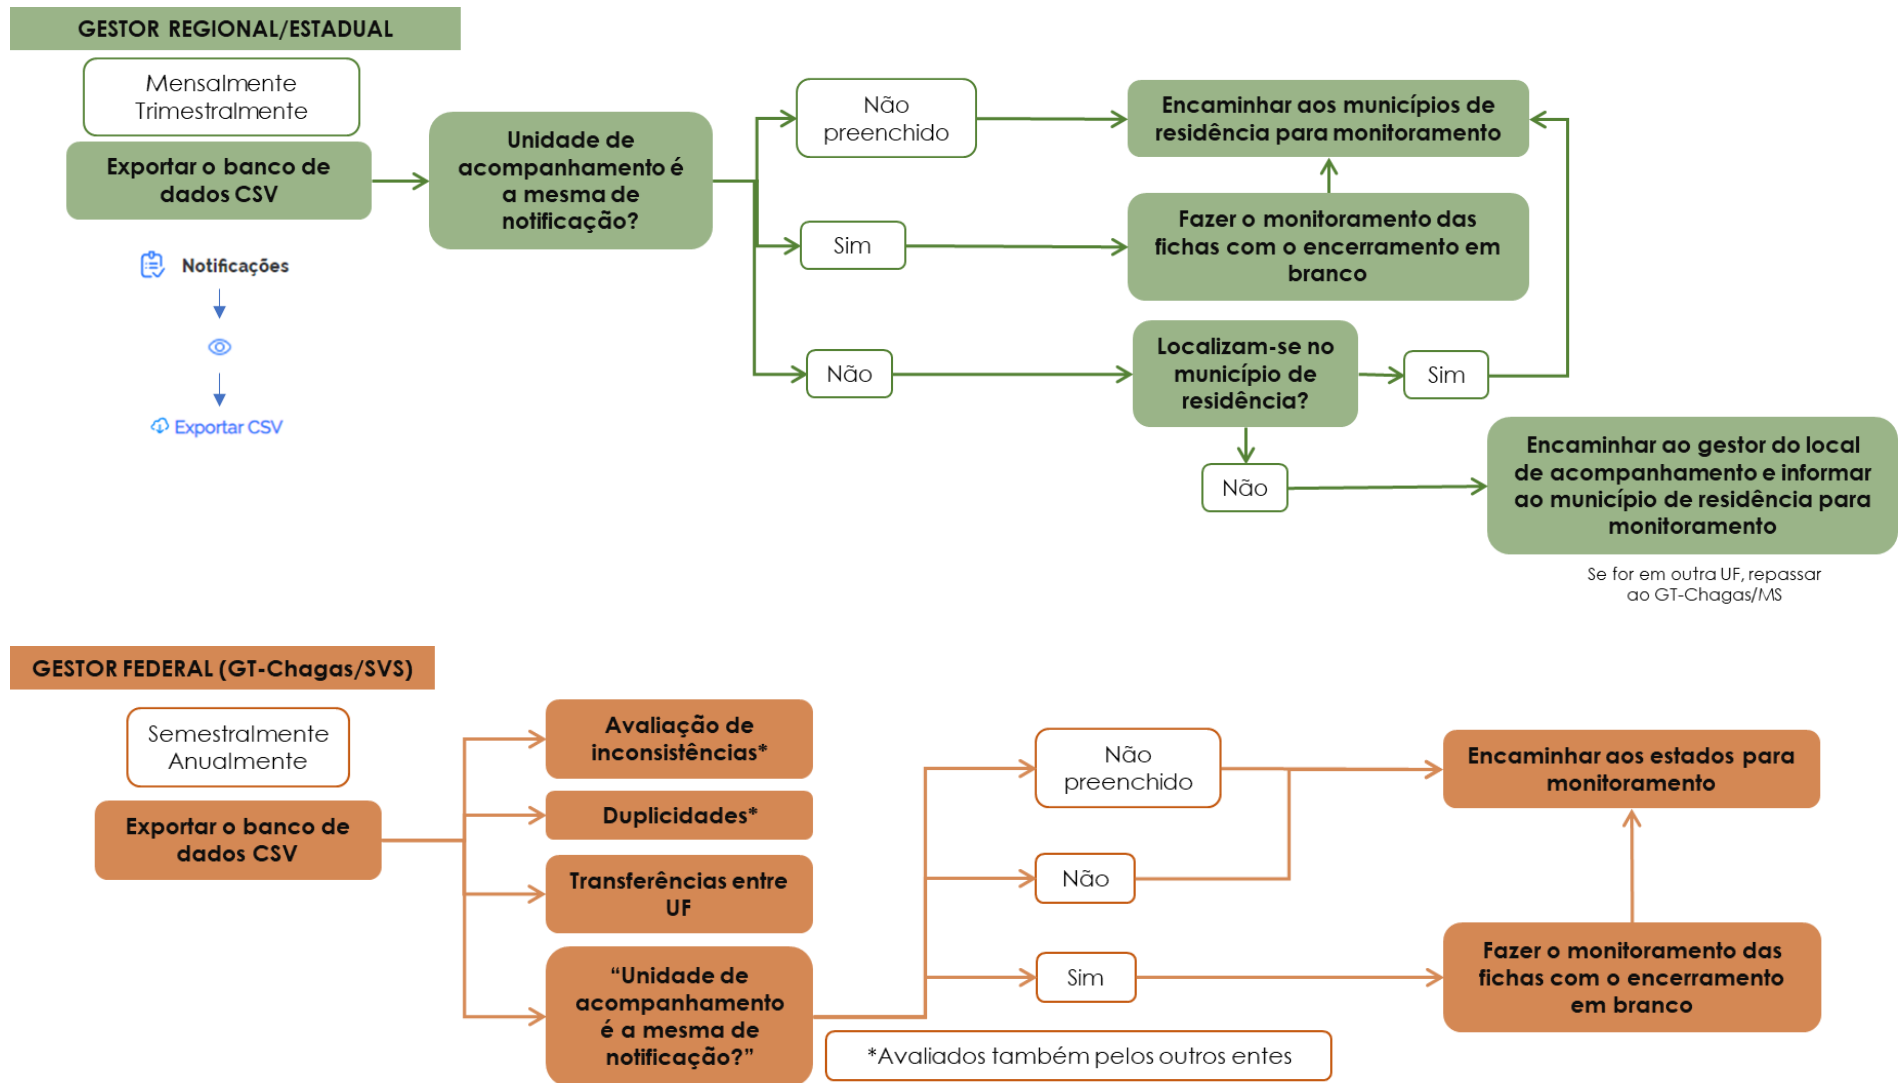 GESTOR REGIONAL/ESTADUAL
Mensalmente
Trimestralmente
Exportar o banco de
dados CSV
Notificações
Exportar CSV
Unidade de
acompanhamento é
a mesma de
notificação?
Não
preenchido
Sim
Não
Encaminhar aos municípios de
residência para monitoramento
Fazer o monitoramento das
fichas com o encerramento em
branco
Localizam-se no
município de
residência?
Sim
Não
Encaminhar ao gestor do local
de acompanhamento e informar
ao município de residência para
monitoramento
Se for em outra UF, repassar
ao GT-Chagas/MS
GESTOR FEDERAL (GT-Chagas/SVS)
Semestralmente
Anualmente
Exportar o banco de
dados CSV
Avaliação de
inconsistências*
Duplicidades*
Transferências entre
UF
“Unidade de
acompanhamento
é a mesma de
notificação?”
Não
preenchido
Não
Sim
Encaminhar aos estados para
monitoramento
Fazer o monitoramento das
fichas com o encerramento
em branco
*Avaliados também pelos outros entes